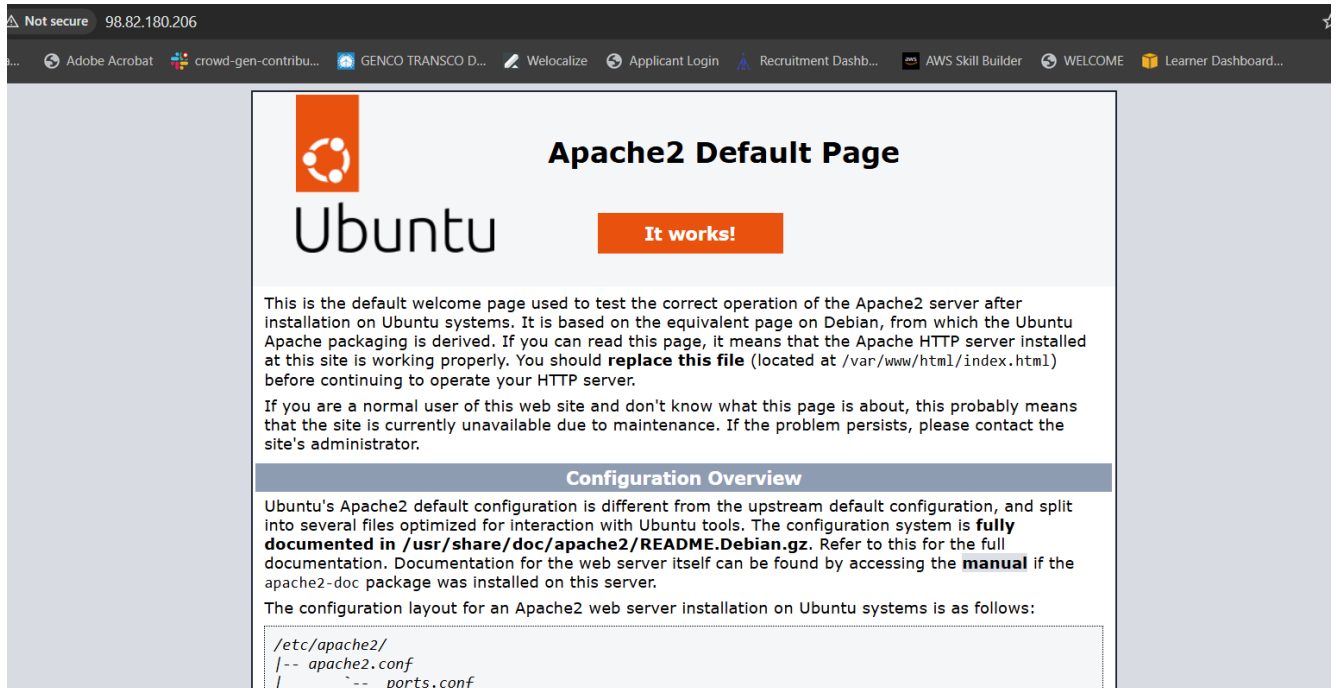 Not secure 98.82.180.206
a... Adobe Acrobat crowd-gen-contribu... GENCO TRANSCO D... Welocalize Applicant Login Recruitment Dashb... aws AWS Skill Builder WELCOME Learner Dashboard...
Apache2 Default Page
Ubuntu
It works!
This is the default welcome page used to test the correct operation of the Apache2 server after
installation on Ubuntu systems. It is based on the equivalent page on Debian, from which the Ubuntu
Apache packaging is derived. If you can read this page, it means that the Apache HTTP server installed
at this site is working properly. You should replace this file (located at /var/www/html/index.html)
before continuing to operate your HTTP server.
If you are a normal user of this web site and don't know what this page is about, this probably means
that the site is currently unavailable due to maintenance. If the problem persists, please contact the
site's administrator.
Configuration Overview
Ubuntu's Apache2 default configuration is different from the upstream default configuration, and split
into several files optimized for interaction with Ubuntu tools. The configuration system is fully
documented in /usr/share/doc/apache2/README.Debian.gz. Refer to this for the full
documentation. Documentation for the web server itself can be found by accessing the manual if the
apache2-doc package was installed on this server.
The configuration layout for an Apache2 web server installation on Ubuntu systems is as follows:
/etc/apache2/
|-- apache2.conf
|       `--  ports.conf